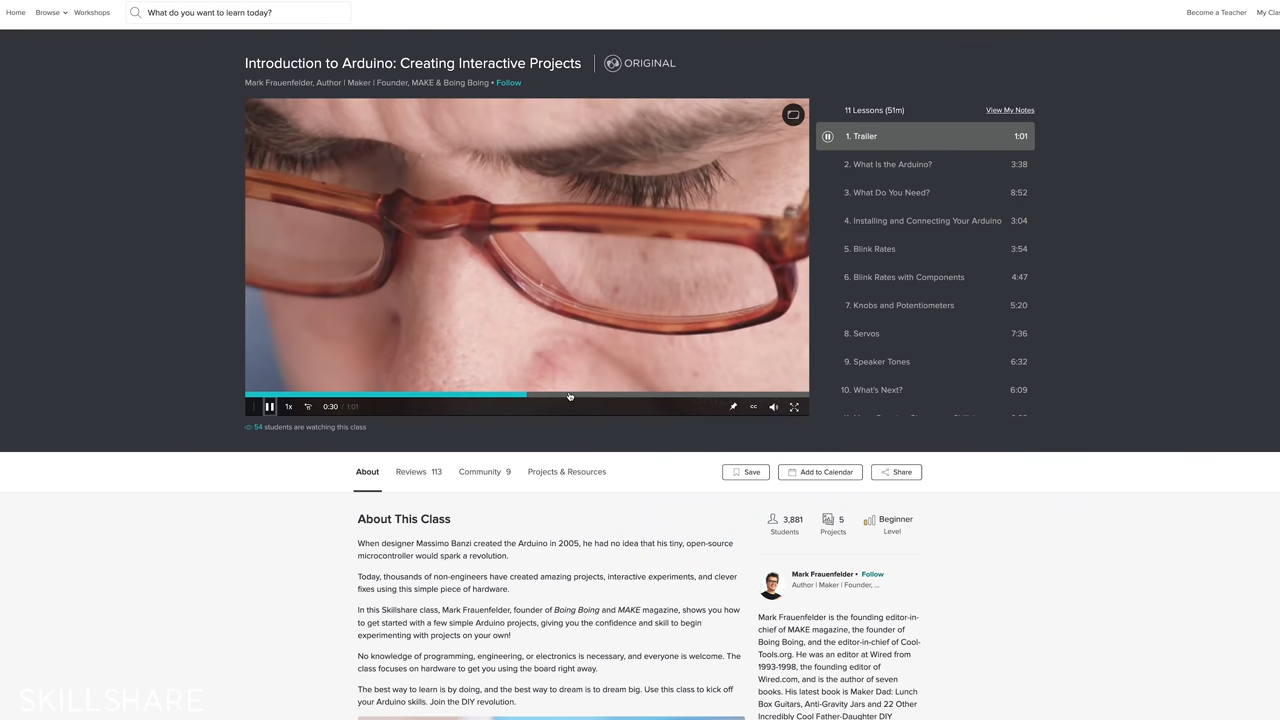 Home Browse Workshops What do you want to learn today? Become a Teacher My Clas
Introduction to Arduino: Creating Interactive Projects ORIGINAL
Mark Frauenfelder, Author | Maker | Founder, MAKE & Boing Boing • Follow
11 Lessons (51m) View My Notes
1. Trailer 1:01
2. What Is the Arduino? 3:38
3. What Do You Need? 8:52
4. Installing and Connecting Your Arduino 3:04
5. Blink Rates 3:54
6. Blink Rates with Components 4:47
7. Knobs and Potentiometers 5:20
8. Servos 7:36
9. Speaker Tones 6:32
10. What's Next? 6:09
1x 0:30 / 1:01 CC
54 students are watching this class
About Reviews 113 Community 9 Projects & Resources Save Add to Calendar Share
About This Class
When designer Massimo Banzi created the Arduino in 2005, he had no idea that his tiny, open-source
microcontroller would spark a revolution.
Today, thousands of non-engineers have created amazing projects, interactive experiments, and clever
fixes using this simple piece of hardware.
In this Skillshare class, Mark Frauenfelder, founder of Boing Boing and MAKE magazine, shows you how
to get started with a few simple Arduino projects, giving you the confidence and skill to begin
experimenting with projects on your own!
No knowledge of programming, engineering, or electronics is necessary, and everyone is welcome. The
class focuses on hardware to get you using the board right away.
The best way to learn is by doing, and the best way to dream is to dream big. Use this class to kick off
your Arduino skills. Join the DIY revolution.
3,881 5 Beginner
Students Projects Level
Mark Frauenfelder • Follow
Author | Maker | Founder, ...
Mark Frauenfelder is the founding editor-in-
chief of MAKE magazine, the founder of
Boing Boing, and the editor-in-chief of Cool-
Tools.org. He was an editor at Wired from
1993-1998, the founding editor of
Wired.com, and is the author of seven
books. His latest book is Maker Dad: Lunch
Box Guitars, Anti-Gravity Jars and 22 Other
Incredibly Cool Father-Daughter DIY
SKILLSHARE